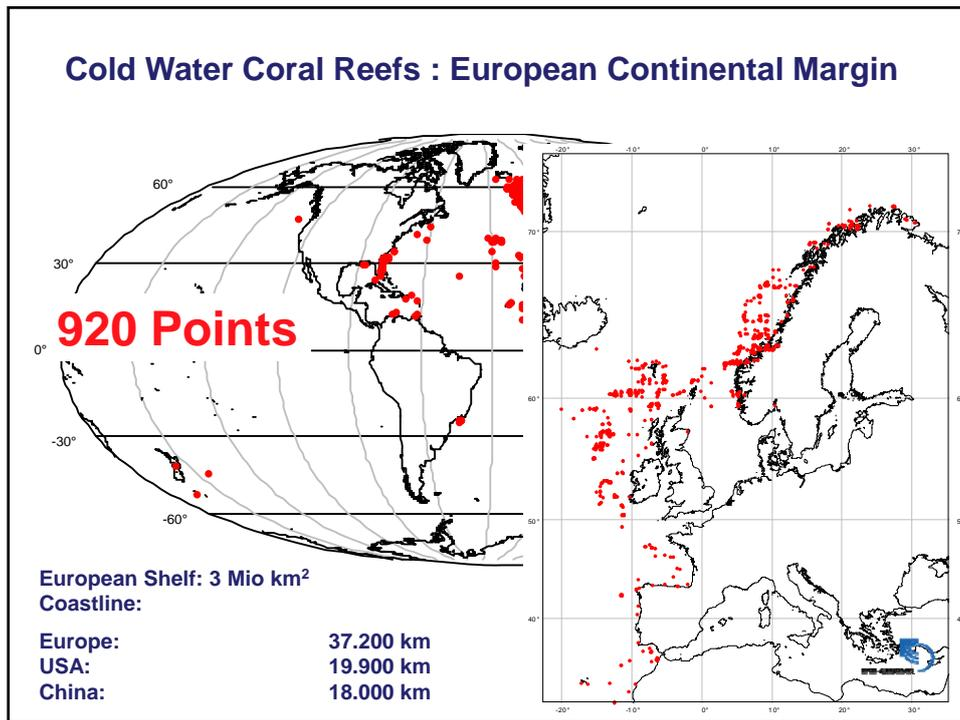 Cold Water Coral Reefs : European Continental Margin
60°
30°
920 Points
0°
-30°
-60°
-20° -10° 0° 10° 20° 30°
70°
60°
50°
40°
-20° -10° 0° 10° 20° 30°
European Shelf: 3 Mio km²
Coastline:
Europe: 37.200 km
USA: 19.900 km
China: 18.000 km